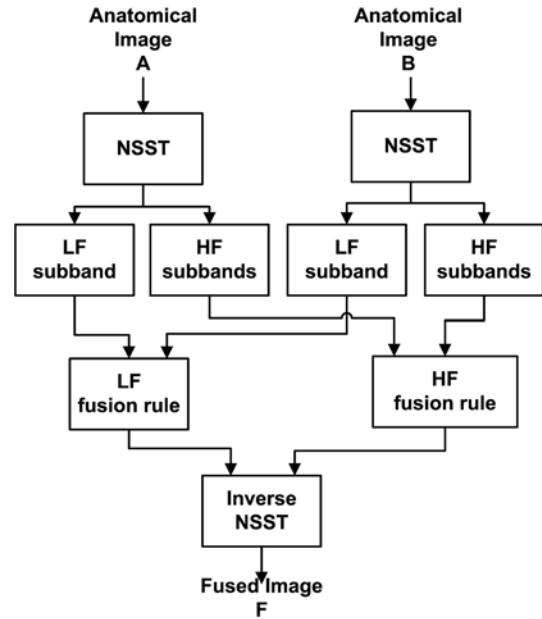 Anatomical
Image
A
Anatomical
Image
B
NSST
NSST
LF
subband
HF
subbands
LF
subband
HF
subbands
LF
fusion rule
HF
fusion rule
Inverse
NSST
Fused Image
F